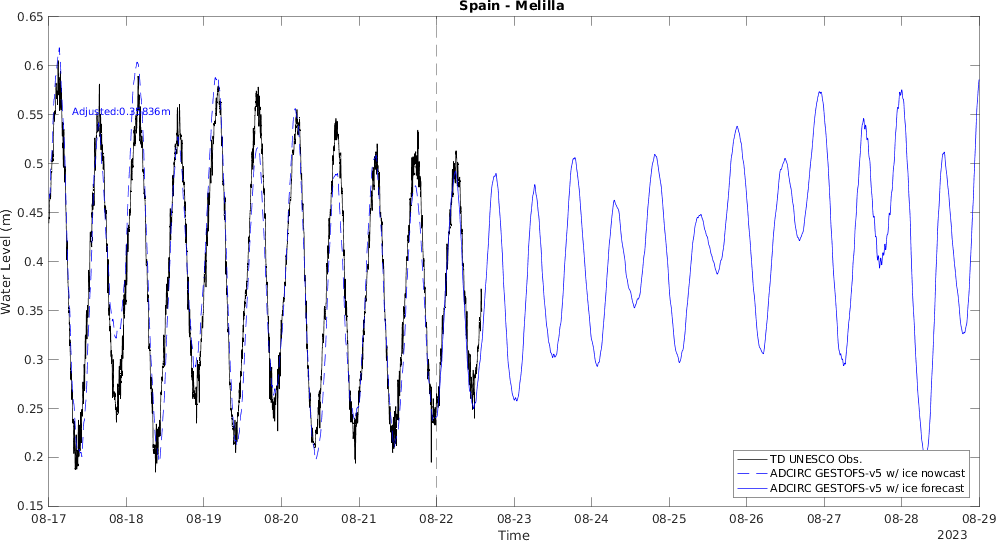 Spain - Melilla
0.65
0.6
0.55
0.5
0.45
0.4
0.35
0.3
0.25
0.2
0.15
Water Level (m)
TD UNESCO Obs.
ADCIRC GESTOFS-v5 w/ ice nowcast
ADCIRC GESTOFS-v5 w/ ice forecast
08-17 08-18 08-19 08-20 08-21 08-22 08-23 08-24 08-25 08-26 08-27 08-28 08-29
Time
2023